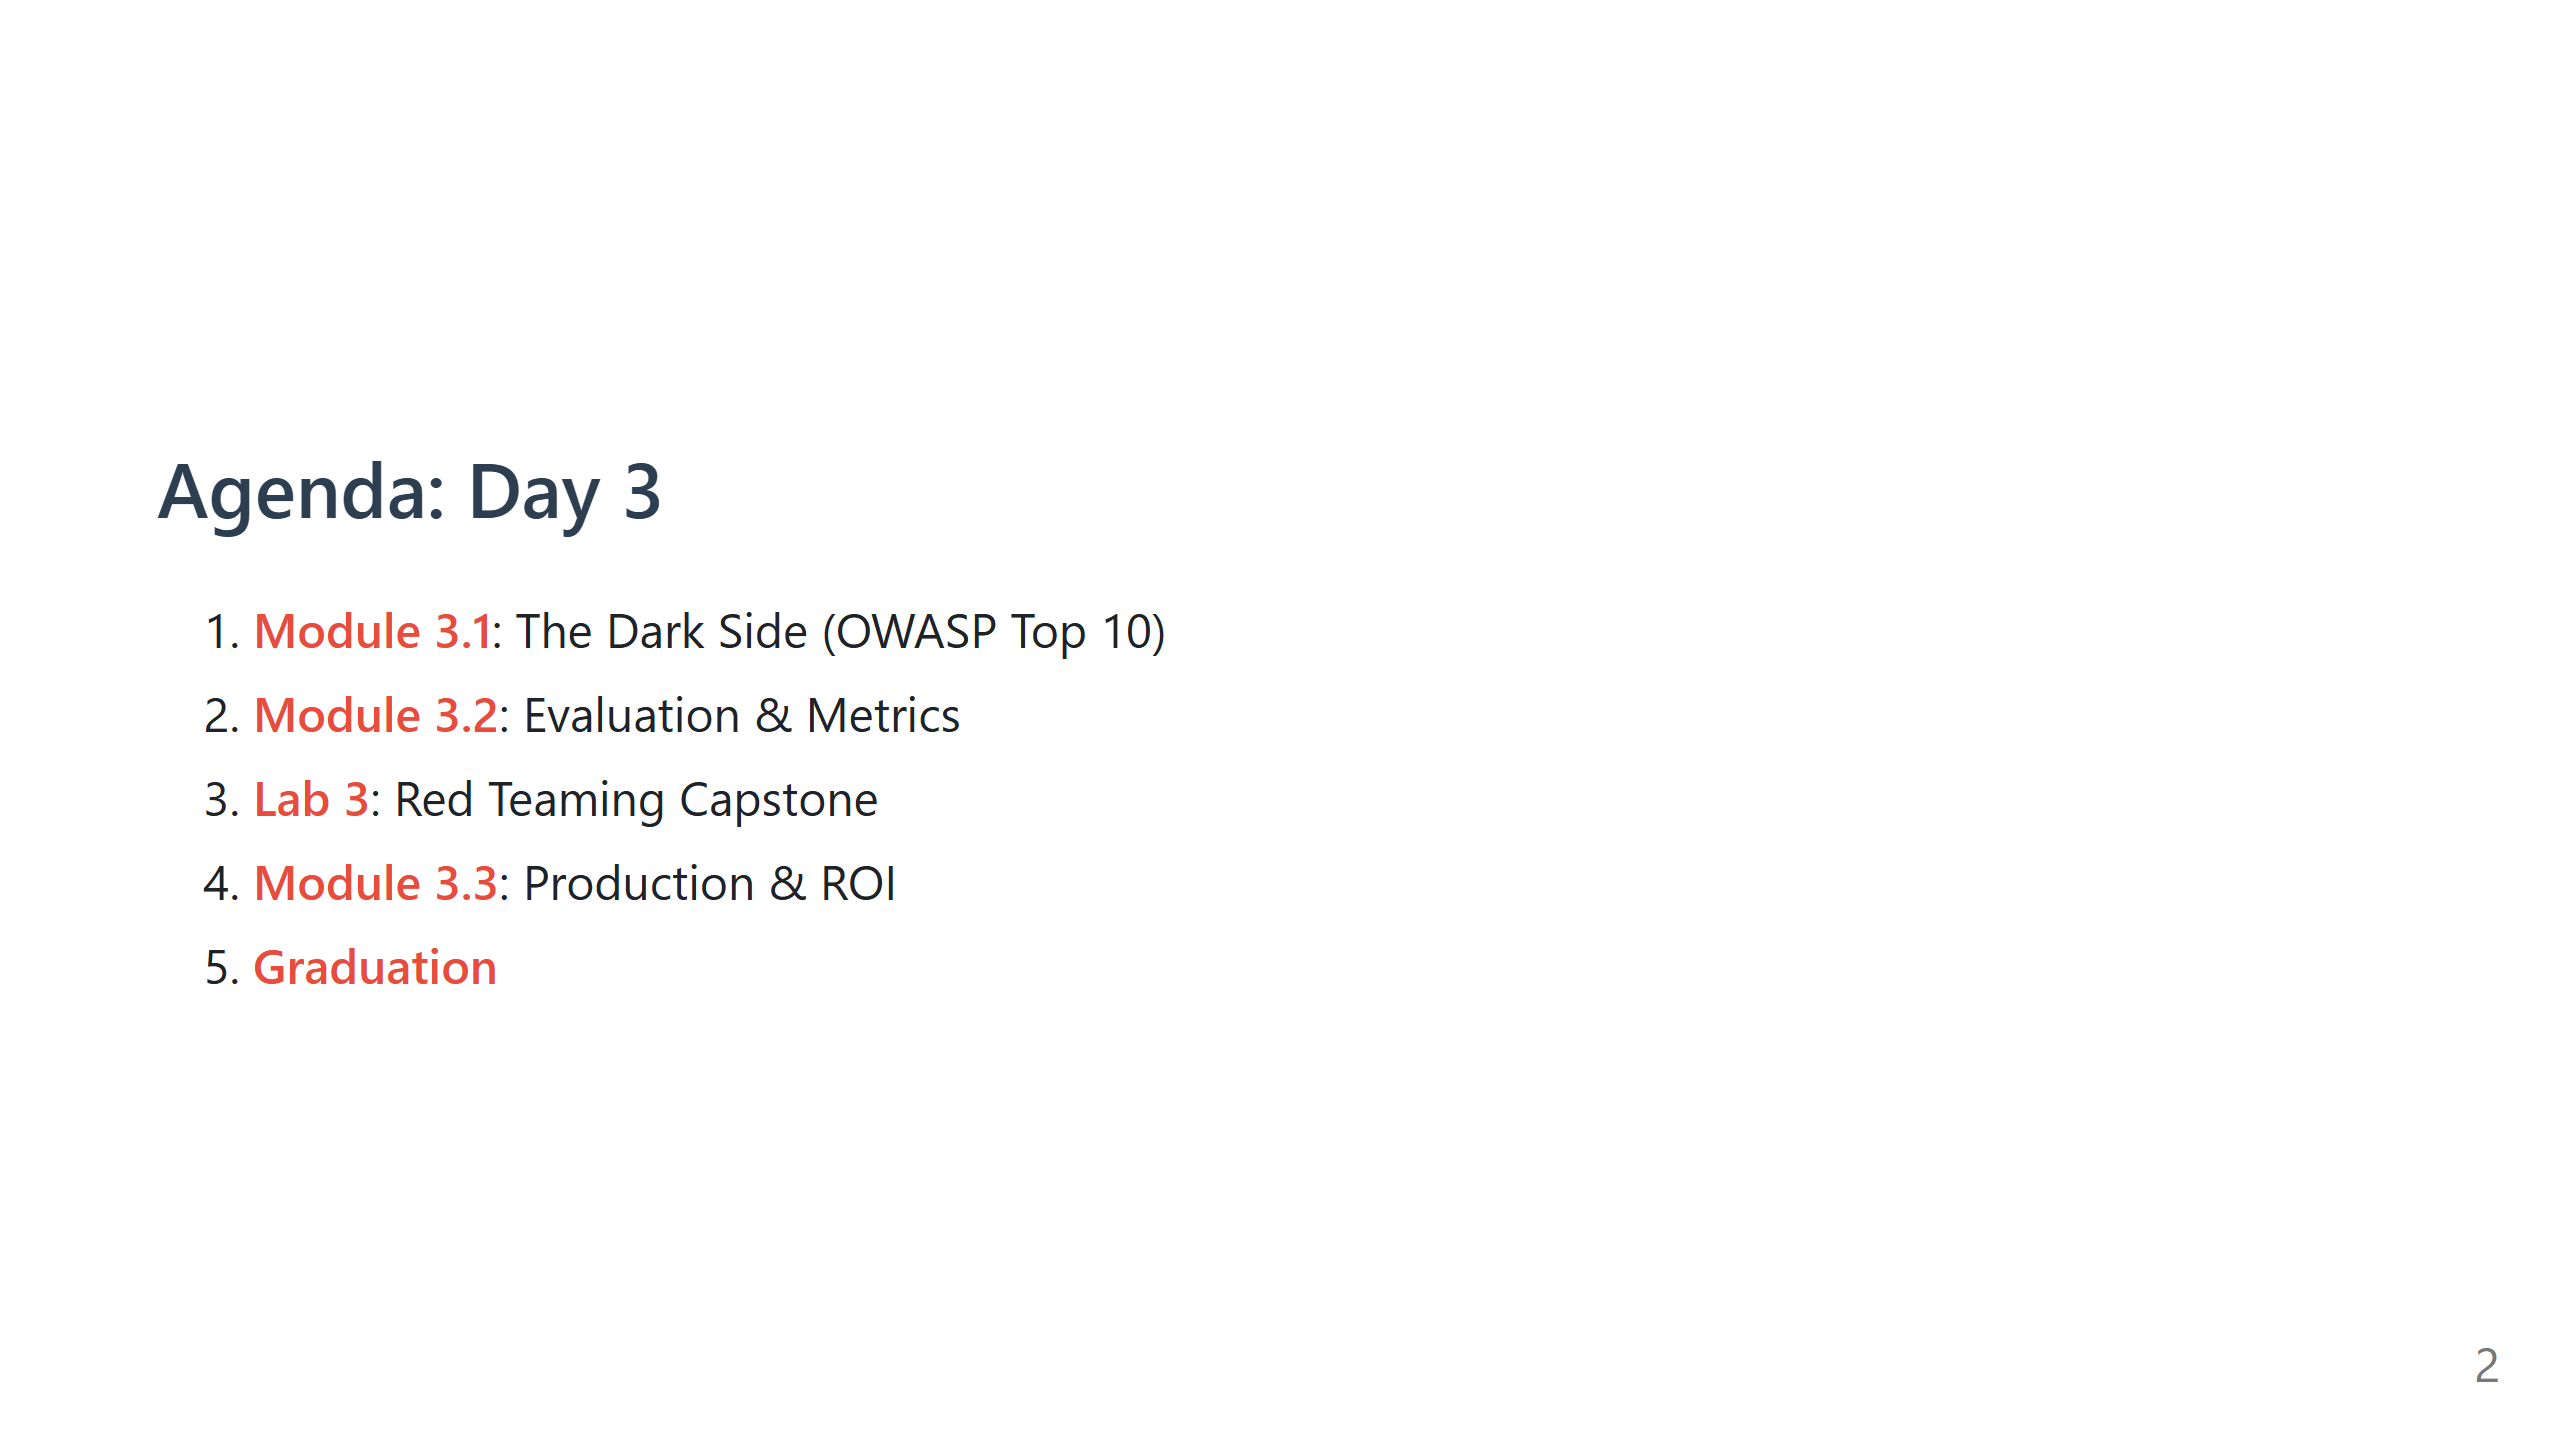 Agenda: Day 3
1. Module 3.1: The Dark Side (OWASP Top 10)
2. Module 3.2: Evaluation & Metrics
3. Lab 3: Red Teaming Capstone
4. Module 3.3: Production & ROI
5. Graduation
2